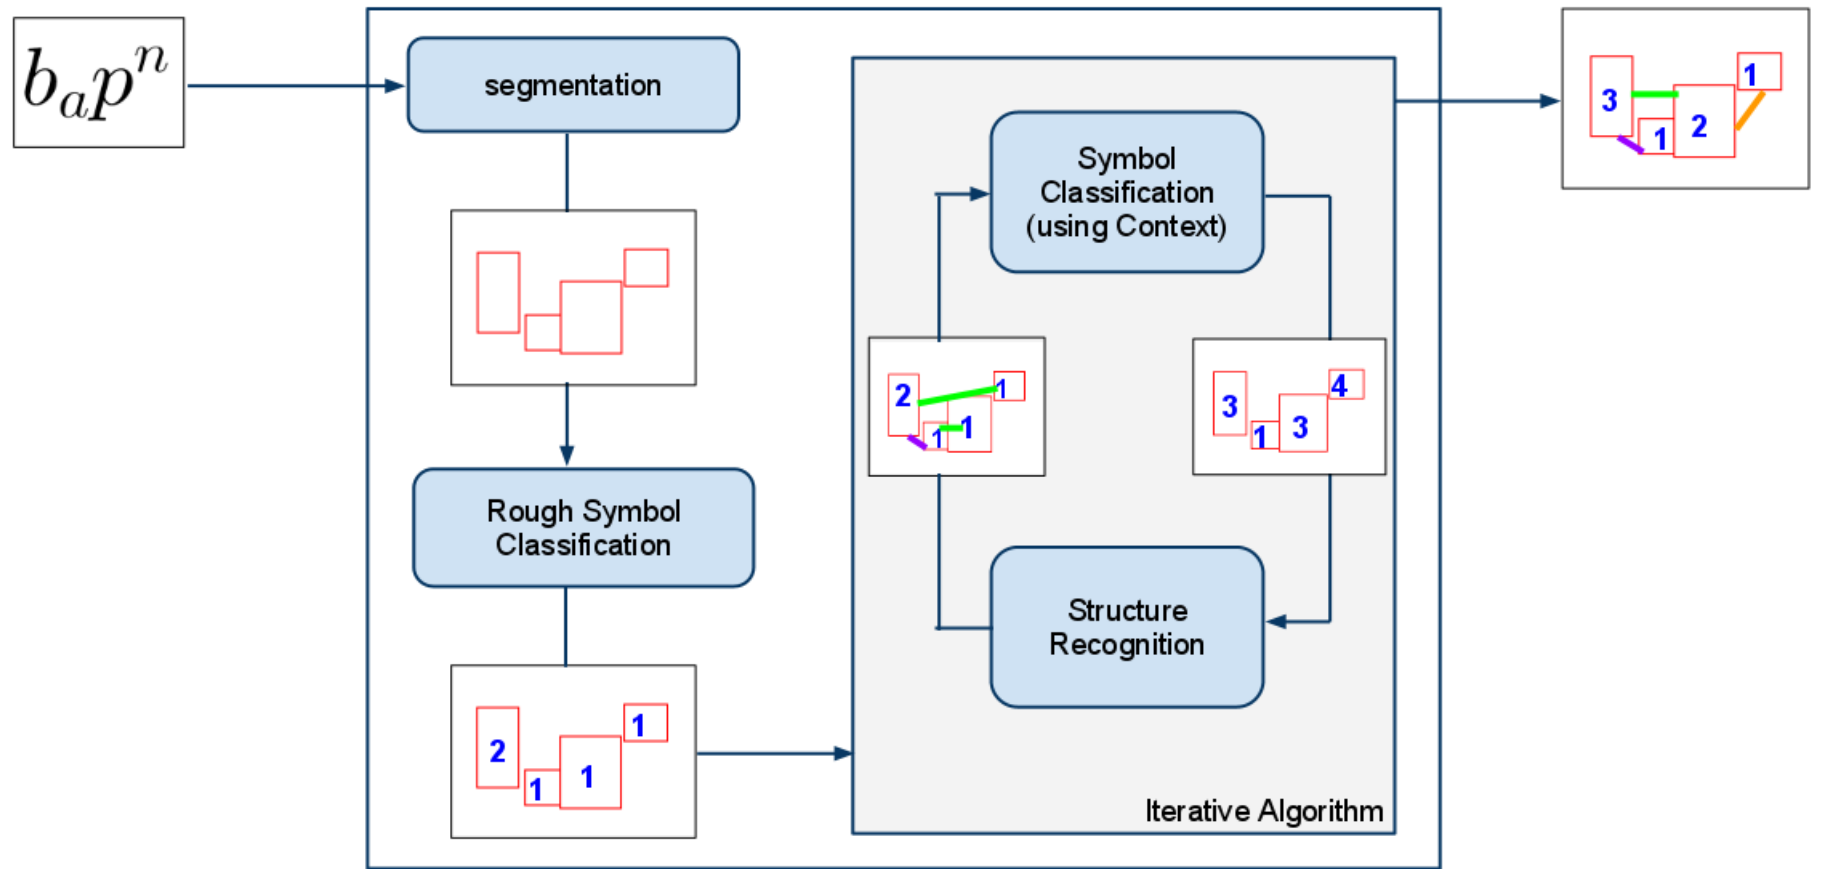 b_a p^n
segmentation
Rough Symbol
Classification
2
1
1
1
Symbol
Classification
(using Context)
2
1
1
1
3
4
1
3
Structure
Recognition
Iterative Algorithm
3
1
1
2